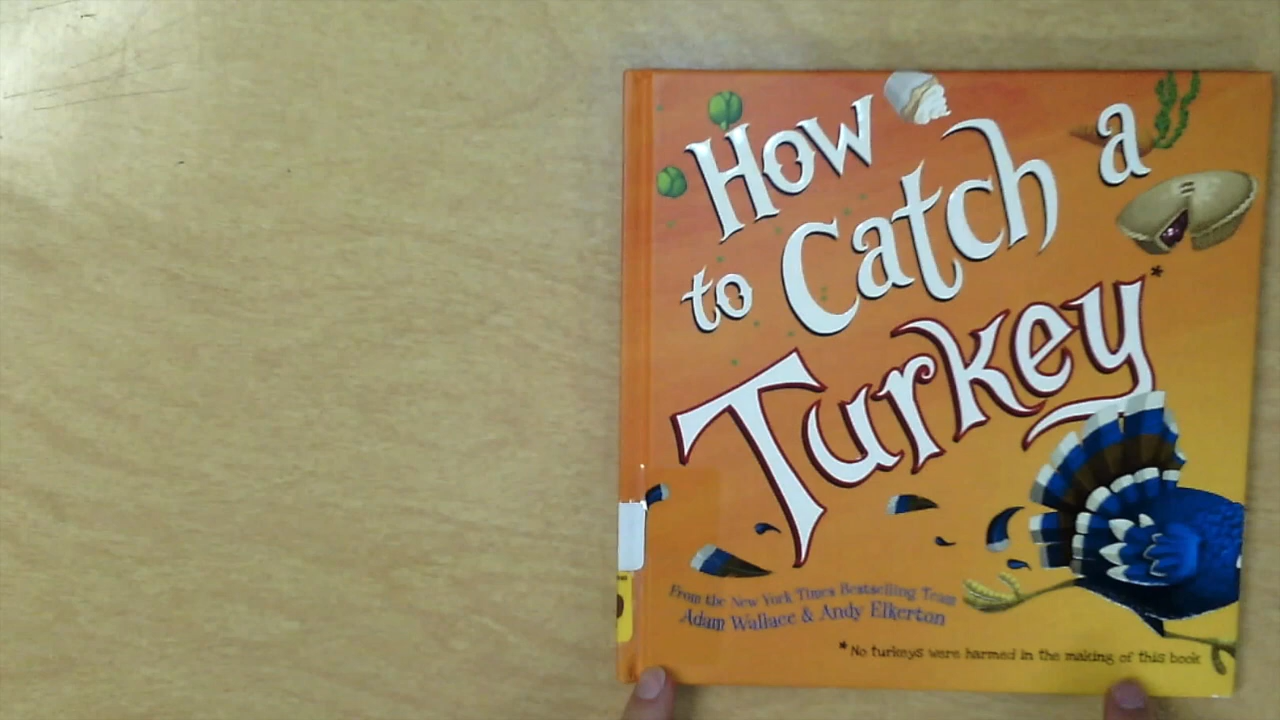 How
to Catch a
Turkey*
From the New York Times Bestselling Team
Adam Wallace & Andy Elkerton
*No turkeys were harmed in the making of this book